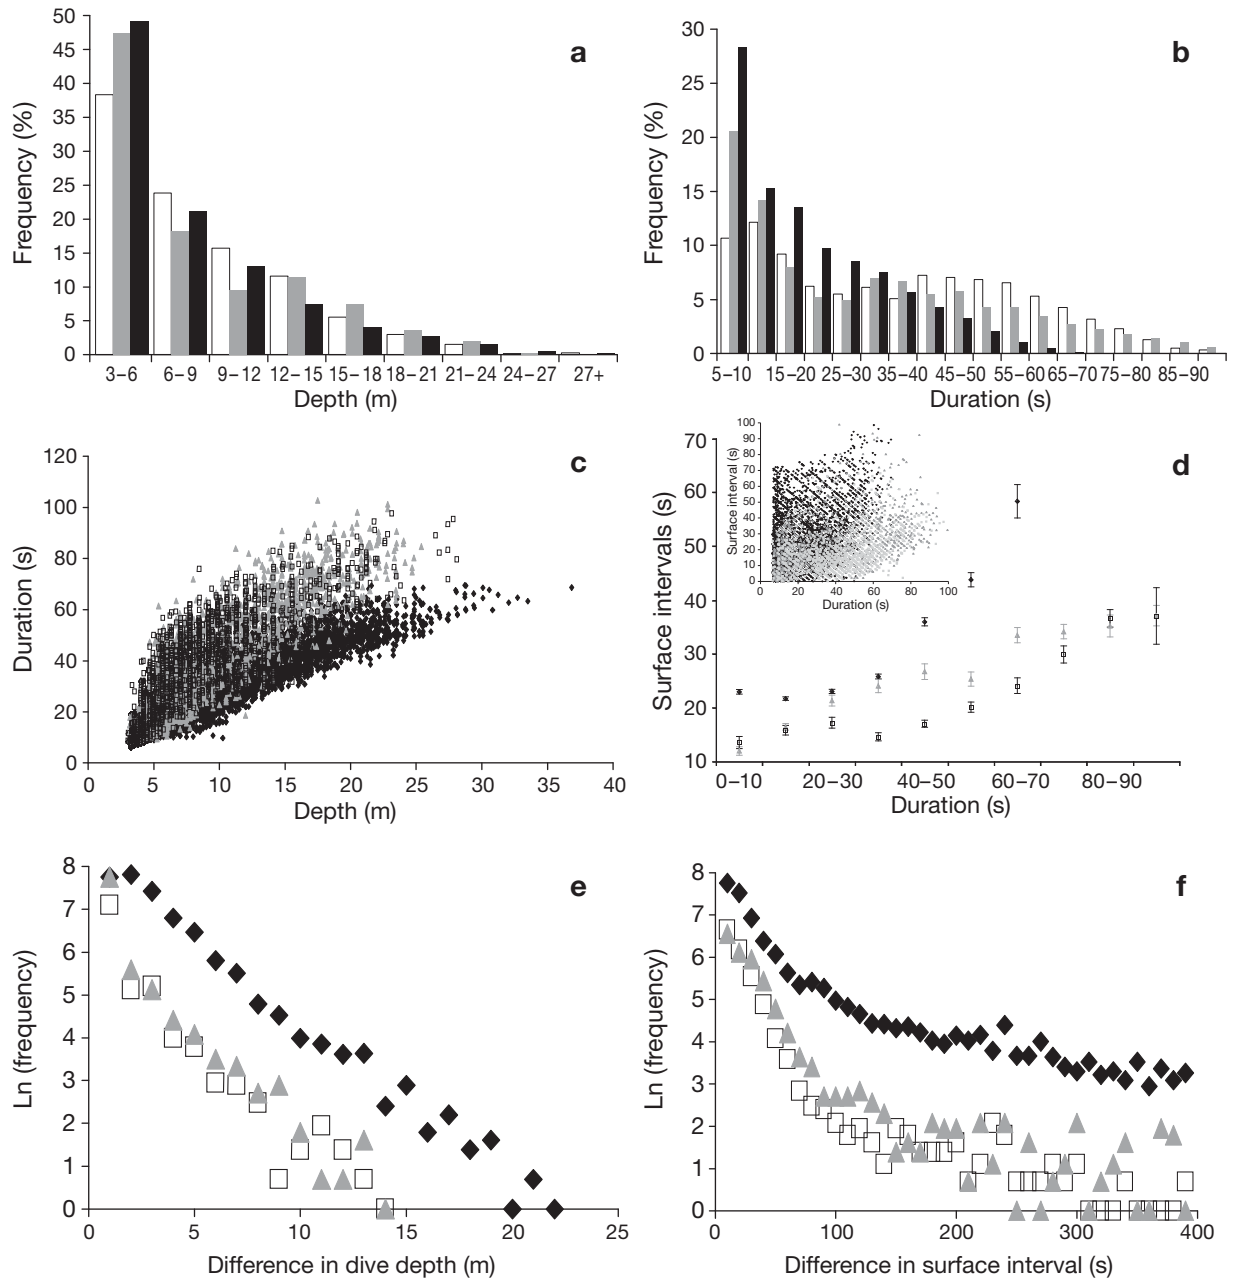 a
50
45
40
35
30
25
20
15
10
5
0
Frequency (%)
3–6 6–9 9–12 12–15 15–18 18–21 21–24 24–27 27+
Depth (m)
b
30
25
20
15
10
5
0
Frequency (%)
5–10 15–20 25–30 35–40 45–50 55–60 65–70 75–80 85–90
Duration (s)
c
120
100
80
60
40
20
0
Duration (s)
0 5 10 15 20 25 30 35 40
Depth (m)
d
70
60
50
40
30
20
10
Surface intervals (s)
0–10 20–30 40–50 60–70 80–90
Duration (s)
100
90
80
70
60
50
40
30
20
10
0
Surface interval (s)
0 20 40 60 80 100
Duration (s)
e
8
7
6
5
4
3
2
1
0
Ln (frequency)
0 5 10 15 20 25
Difference in dive depth (m)
f
8
7
6
5
4
3
2
1
0
Ln (frequency)
0 100 200 300 400
Difference in surface interval (s)